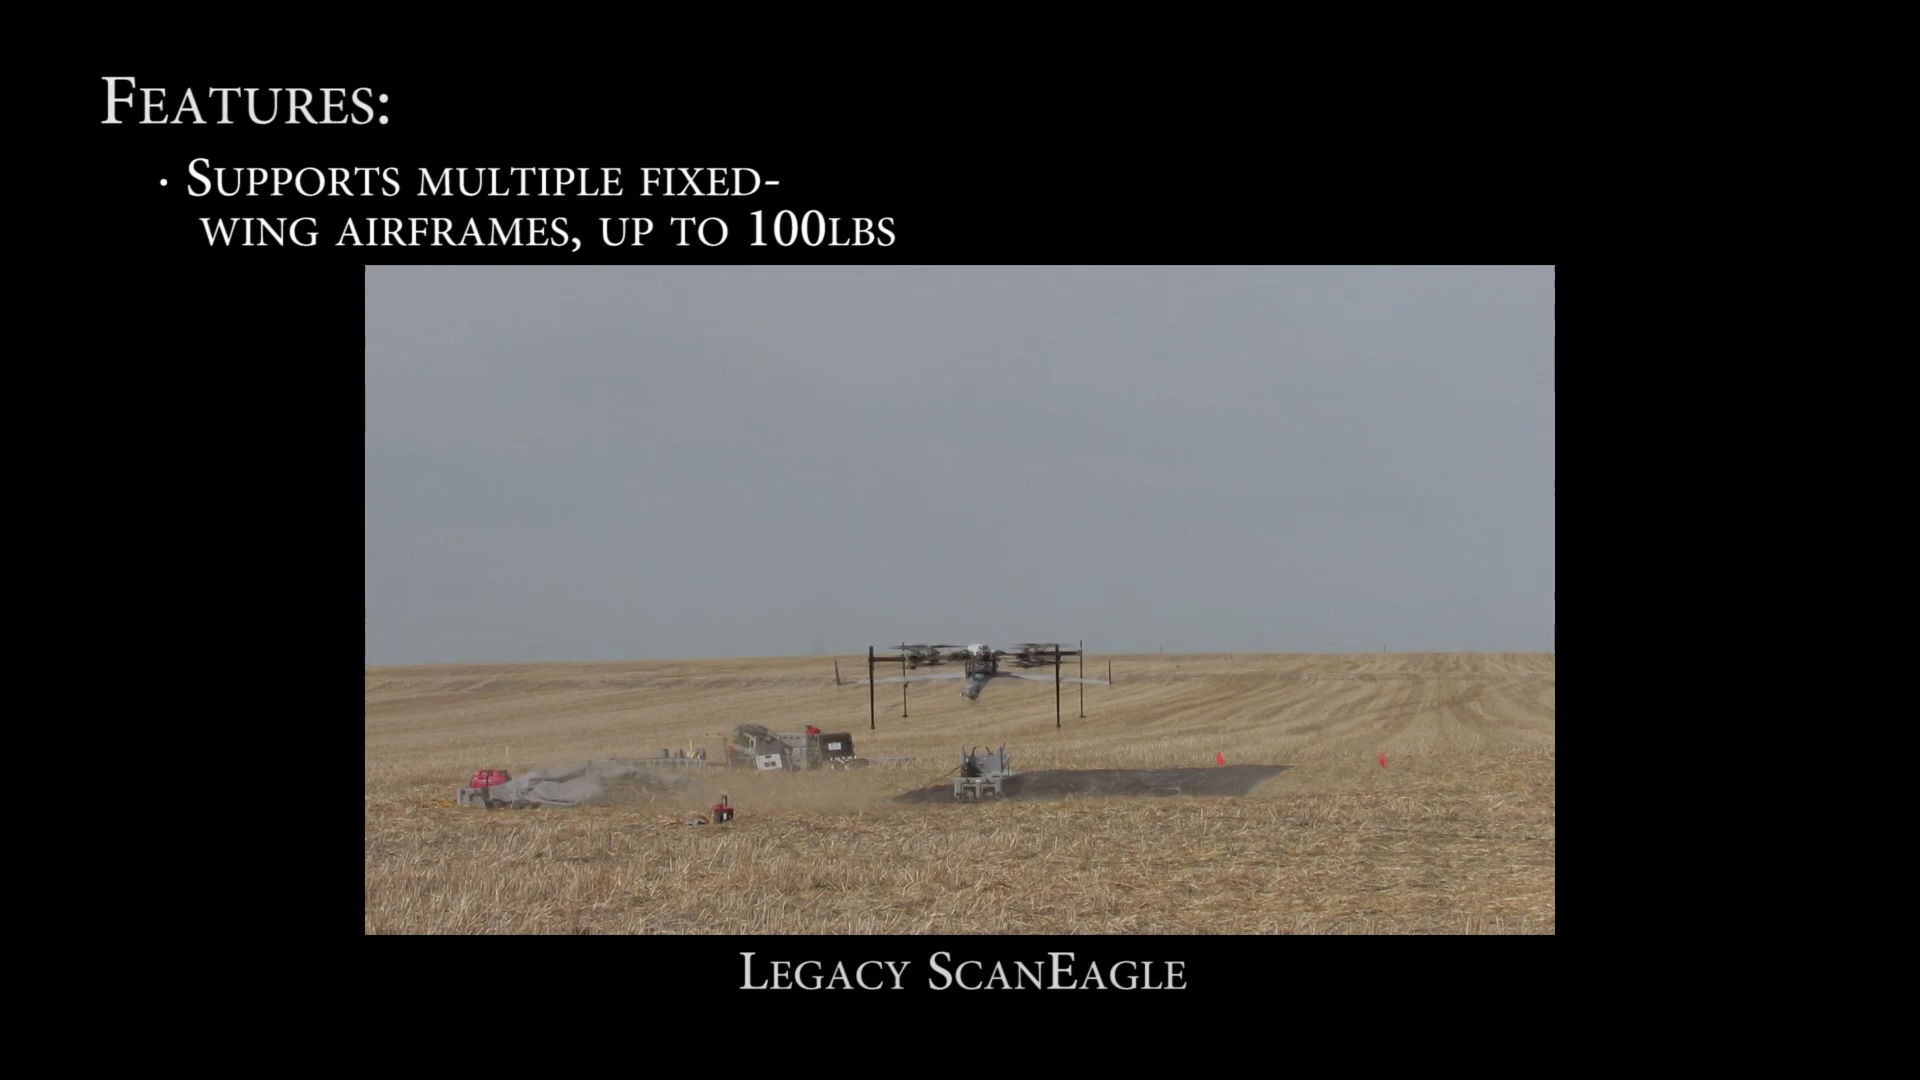 Features:
· Supports multiple fixed-
wing airframes, up to 100lbs
Legacy ScanEagle